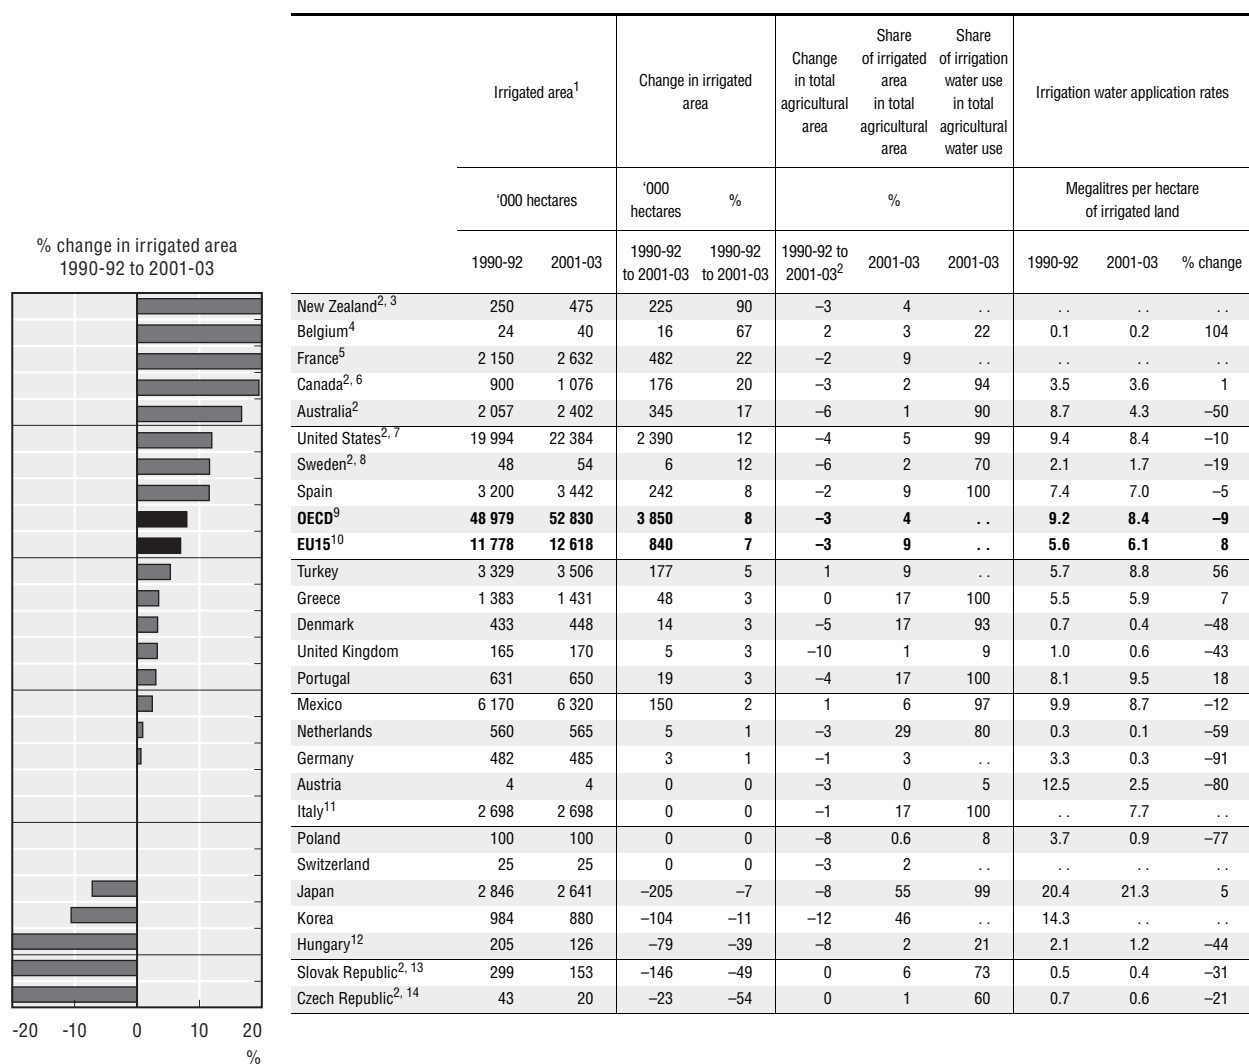 Irrigated area1
Change in irrigated
area
Change
in total
agricultural
area
Share
of irrigated
area
in total
agricultural
area
Share
of irrigation
water use
in total
agricultural
water use
Irrigation water application rates
‘000 hectares
‘000
hectares
%
%
Megalitres per hectare
of irrigated land
% change in irrigated area
1990-92 to 2001-03
1990-92
2001-03
1990-92
to 2001-03
1990-92
to 2001-03
1990-92 to
2001-03 2
2001-03
2001-03
1990-92
2001-03
% change
New Zealand2, 3 250 475 225 90 –3 4 . . . . . . . .
Belgium4 24 40 16 67 2 3 22 0.1 0.2 104
France5 2 150 2 632 482 22 –2 9 . . . . . . . .
Canada2, 6 900 1 076 176 20 –3 2 94 3.5 3.6 1
Australia2 2 057 2 402 345 17 –6 1 90 8.7 4.3 –50
United States2, 7 19 994 22 384 2 390 12 –4 5 99 9.4 8.4 –10
Sweden2, 8 48 54 6 12 –6 2 70 2.1 1.7 –19
Spain 3 200 3 442 242 8 –2 9 100 7.4 7.0 –5
OECD9 48 979 52 830 3 850 8 –3 4 . . 9.2 8.4 –9
EU15 10 11 778 12 618 840 7 –3 9 . . 5.6 6.1 8
Turkey 3 329 3 506 177 5 1 9 . . 5.7 8.8 56
Greece 1 383 1 431 48 3 0 17 100 5.5 5.9 7
Denmark 433 448 14 3 –5 17 93 0.7 0.4 –48
United Kingdom 165 170 5 3 –10 1 9 1.0 0.6 –43
Portugal 631 650 19 3 –4 17 100 8.1 9.5 18
Mexico 6 170 6 320 150 2 1 6 97 9.9 8.7 –12
Netherlands 560 565 5 1 –3 29 80 0.3 0.1 –59
Germany 482 485 3 1 –1 3 . . 3.3 0.3 –91
Austria 4 4 0 0 –3 0 5 12.5 2.5 –80
Italy11 2 698 2 698 0 0 –1 17 100 . . 7.7 . .
Poland 100 100 0 0 –8 0.6 8 3.7 0.9 –77
Switzerland 25 25 0 0 –3 2 . . . . . . . .
Japan 2 846 2 641 –205 –7 –8 55 99 20.4 21.3 5
Korea 984 880 –104 –11 –12 46 . . 14.3 . . . .
Hungary12 205 126 –79 –39 –8 2 21 2.1 1.2 –44
Slovak Republic2, 13 299 153 –146 –49 0 6 73 0.5 0.4 –31
Czech Republic2, 14 43 20 –23 –54 0 1 60 0.7 0.6 –21
-20 -10 0 10 20
%